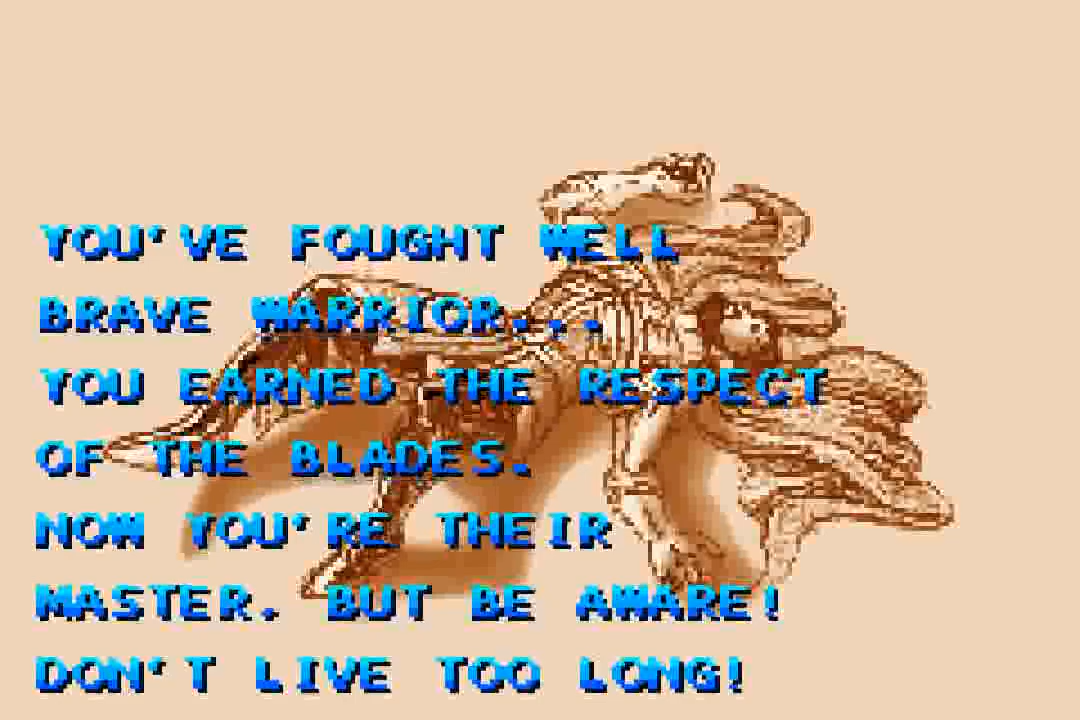 YOU'VE FOUGHT WELL
BRAVE WARRIOR...
YOU EARNED THE RESPECT
OF THE BLADES.
NOW YOU'RE THEIR
MASTER. BUT BE AWARE!
DON'T LIVE TOO LONG!